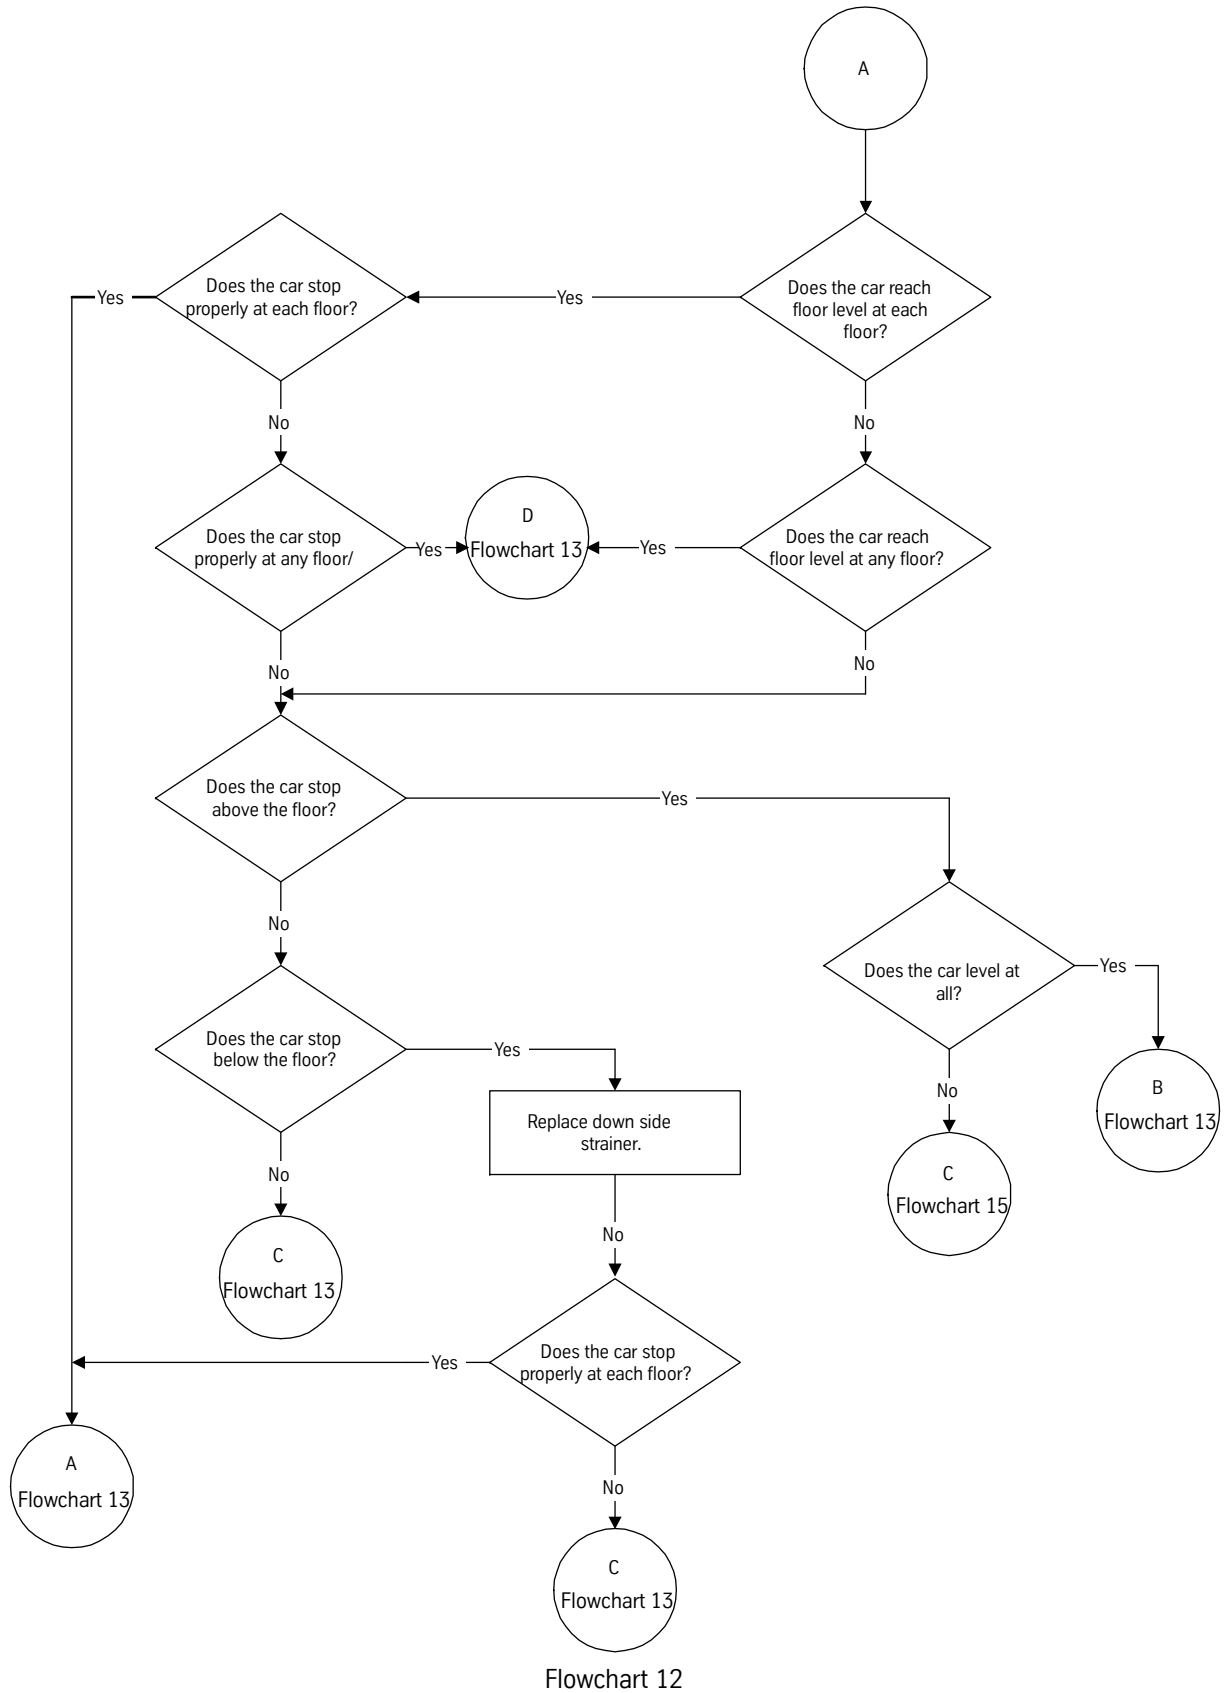 A
Does the car reach
floor level at each
floor?
Yes
Does the car stop
properly at each floor?
Yes
No
No
Does the car stop
properly at any floor/
Yes
D
Flowchart 13
Yes
Does the car reach
floor level at any floor?
No
No
Does the car stop
above the floor?
Yes
No
Does the car level at
all?
Yes
B
Flowchart 13
No
C
Flowchart 15
Does the car stop
below the floor?
Yes
Replace down side
strainer.
No
C
Flowchart 13
No
Does the car stop
properly at each floor?
Yes
A
Flowchart 13
No
C
Flowchart 13
Flowchart 12